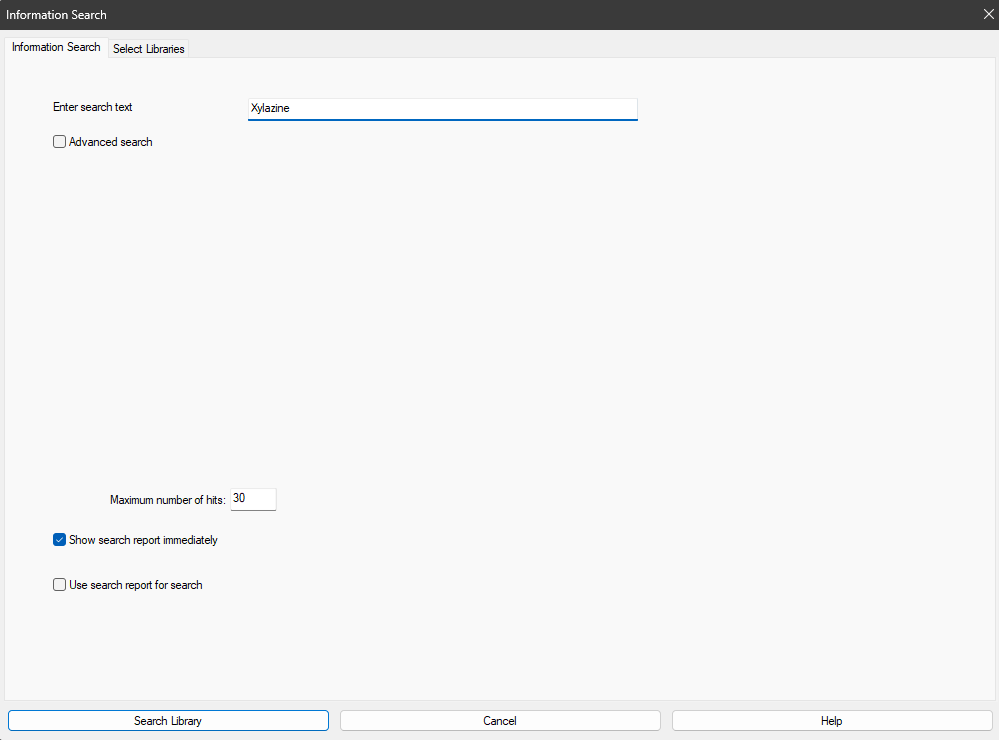 Information Search
Information Search Select Libraries
Enter search text Xylazine
Advanced search
Maximum number of hits: 30
Show search report immediately
Use search report for search
Search Library Cancel Help